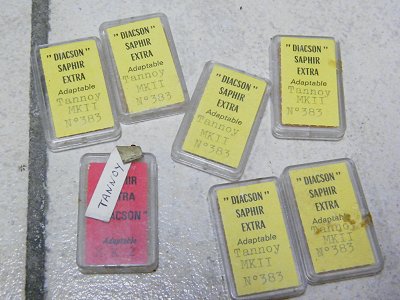 " DIACSON "
SAPHIR
EXTRA
Adaptable
Tannoy
MKII
N°383
" DIACSON "
SAPHIR
EXTRA
Adaptable
Tannoy
MKII
N°383
" DIACSON "
SAPHIR
EXTRA
Adaptable
Tannoy
MKII
N°383
" DIACSON "
SAPHIR
EXTRA
Adaptable
Tannoy
MKII
N°383
TANNOY
EXTRA
DIACSON "
Adaptable
" DIACSON "
SAPHIR
EXTRA
Adaptable
Tannoy
MKII
N°383
" DIACSON "
SAPHIR
EXTRA
Adaptable
Tannoy
MKII
N°383